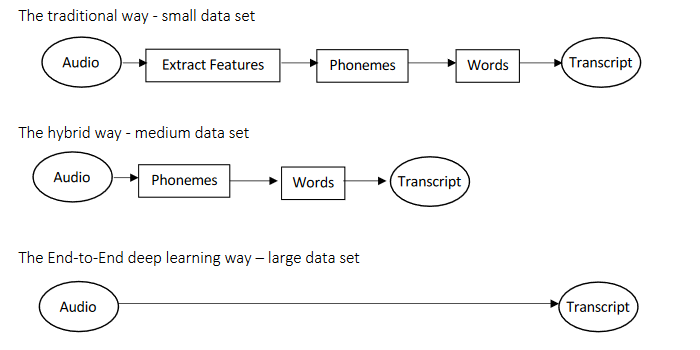 The traditional way - small data set
Audio
Extract Features
Phonemes
Words
Transcript
The hybrid way - medium data set
Audio
Phonemes
Words
Transcript
The End-to-End deep learning way – large data set
Audio
Transcript